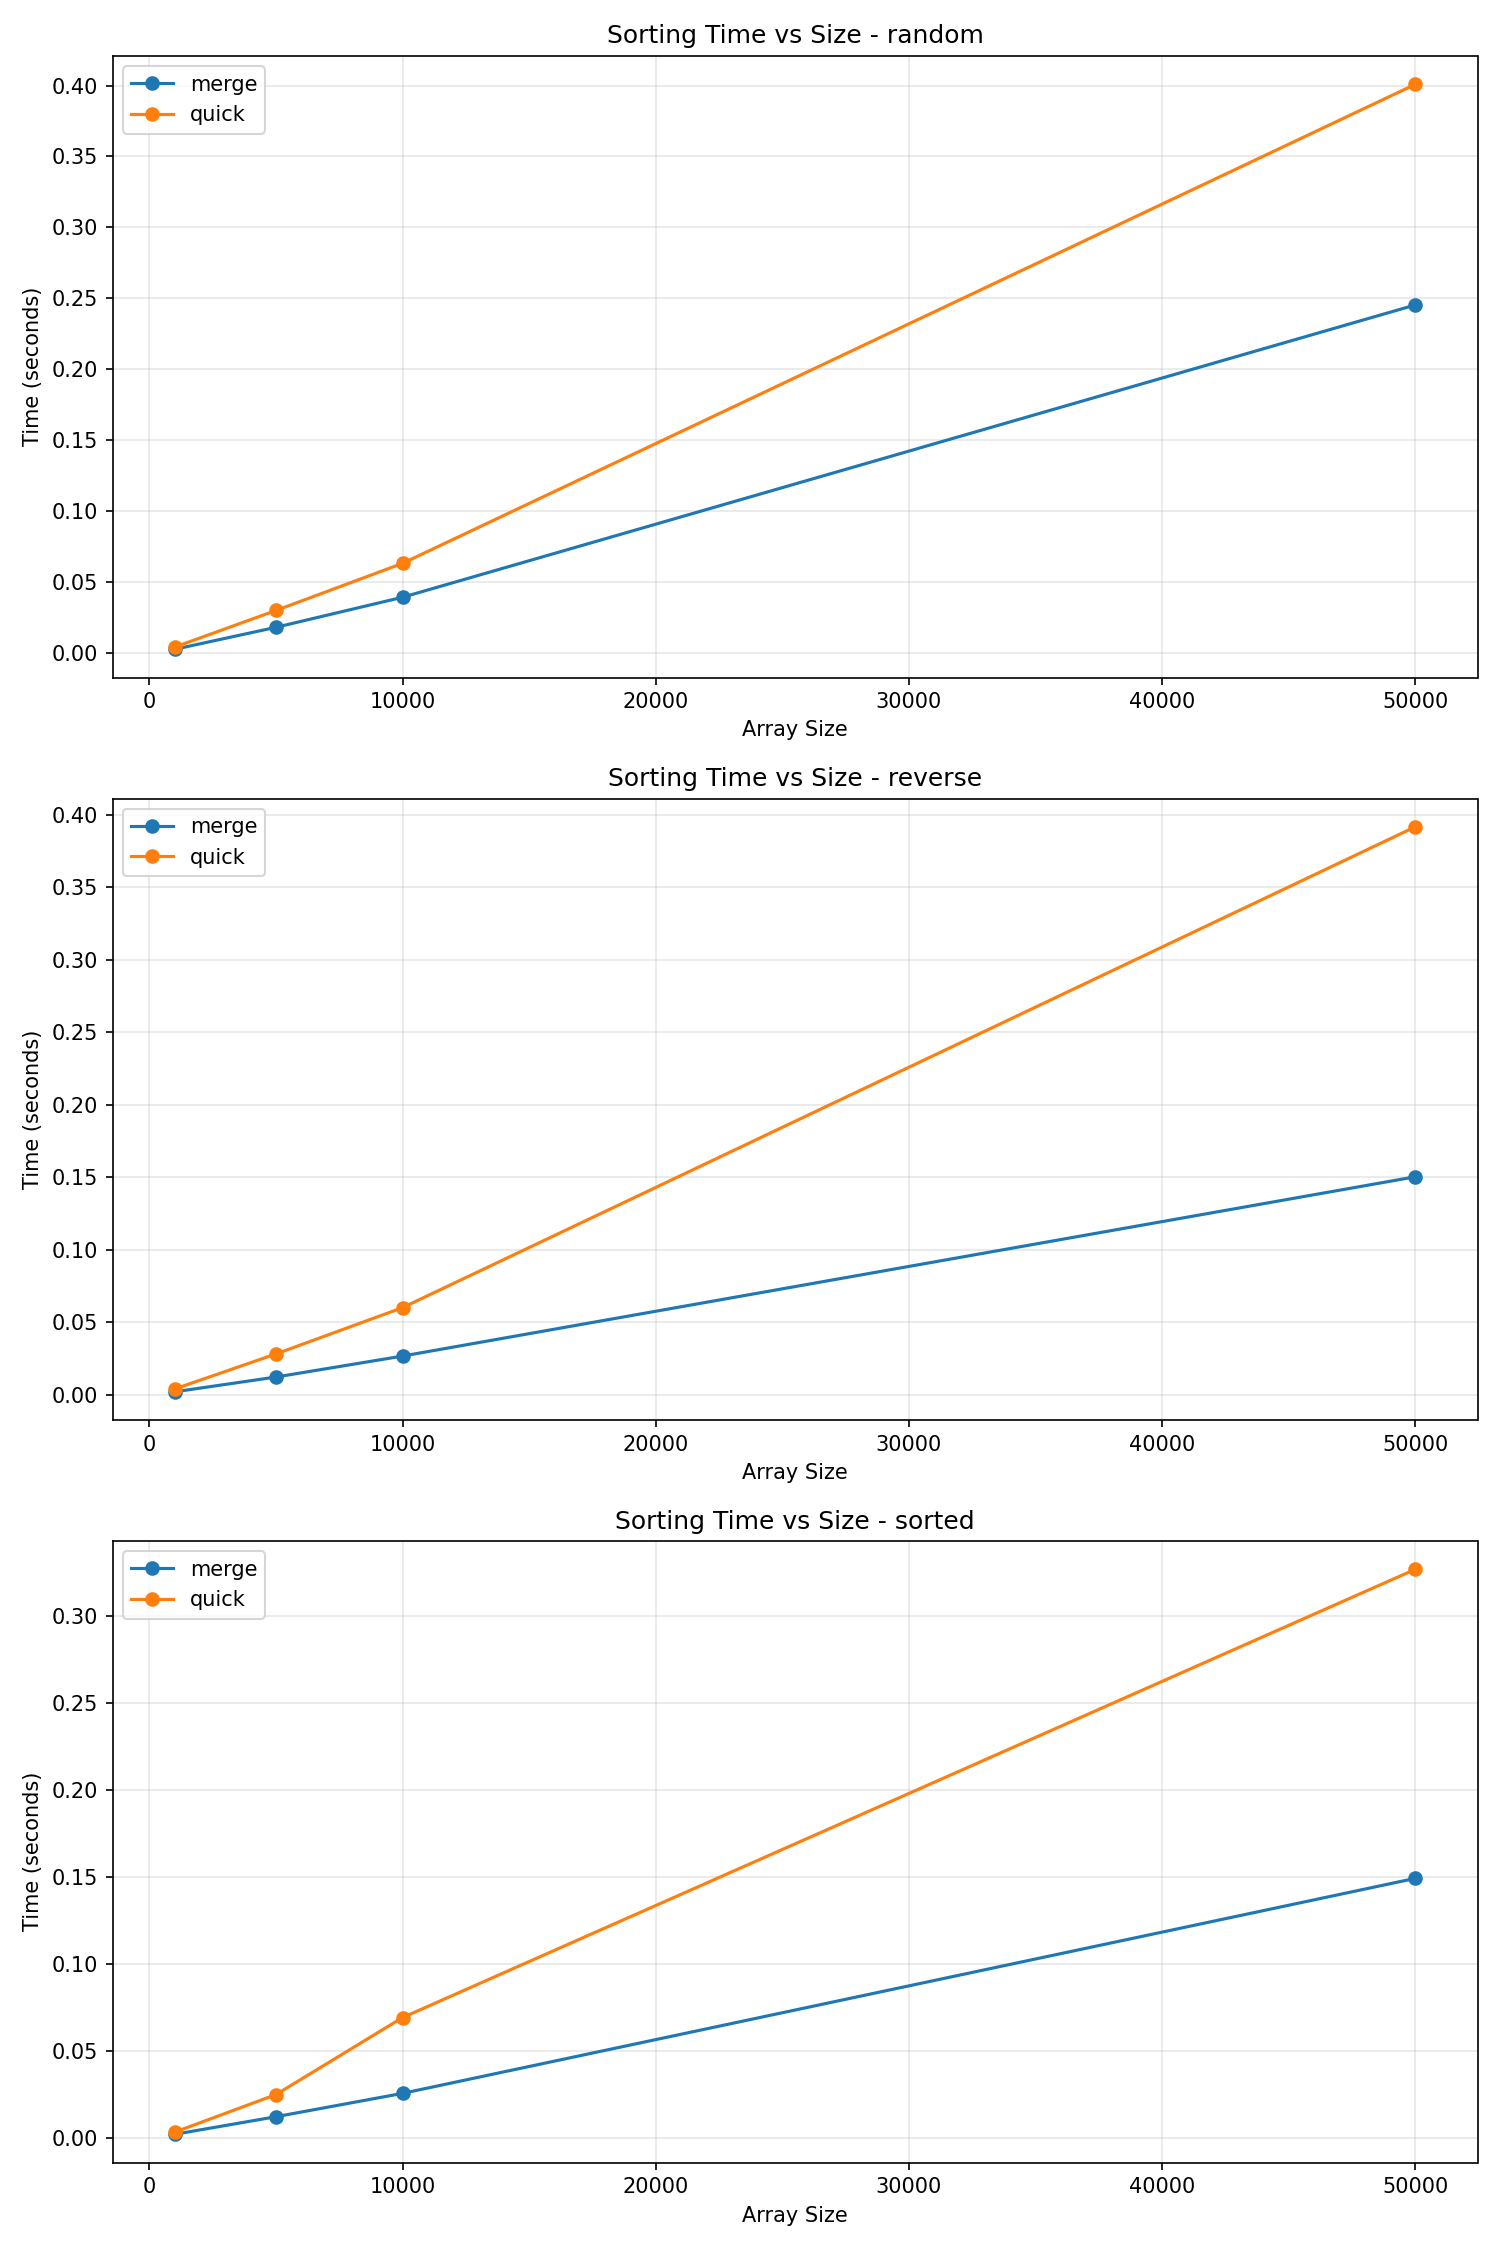 Sorting Time vs Size - random
merge
quick
0.40
0.35
0.30
0.25
0.20
0.15
0.10
0.05
0.00
Time (seconds)
0 10000 20000 30000 40000 50000
Array Size
Sorting Time vs Size - reverse
merge
quick
0.40
0.35
0.30
0.25
0.20
0.15
0.10
0.05
0.00
Time (seconds)
0 10000 20000 30000 40000 50000
Array Size
Sorting Time vs Size - sorted
merge
quick
0.30
0.25
0.20
0.15
0.10
0.05
0.00
Time (seconds)
0 10000 20000 30000 40000 50000
Array Size